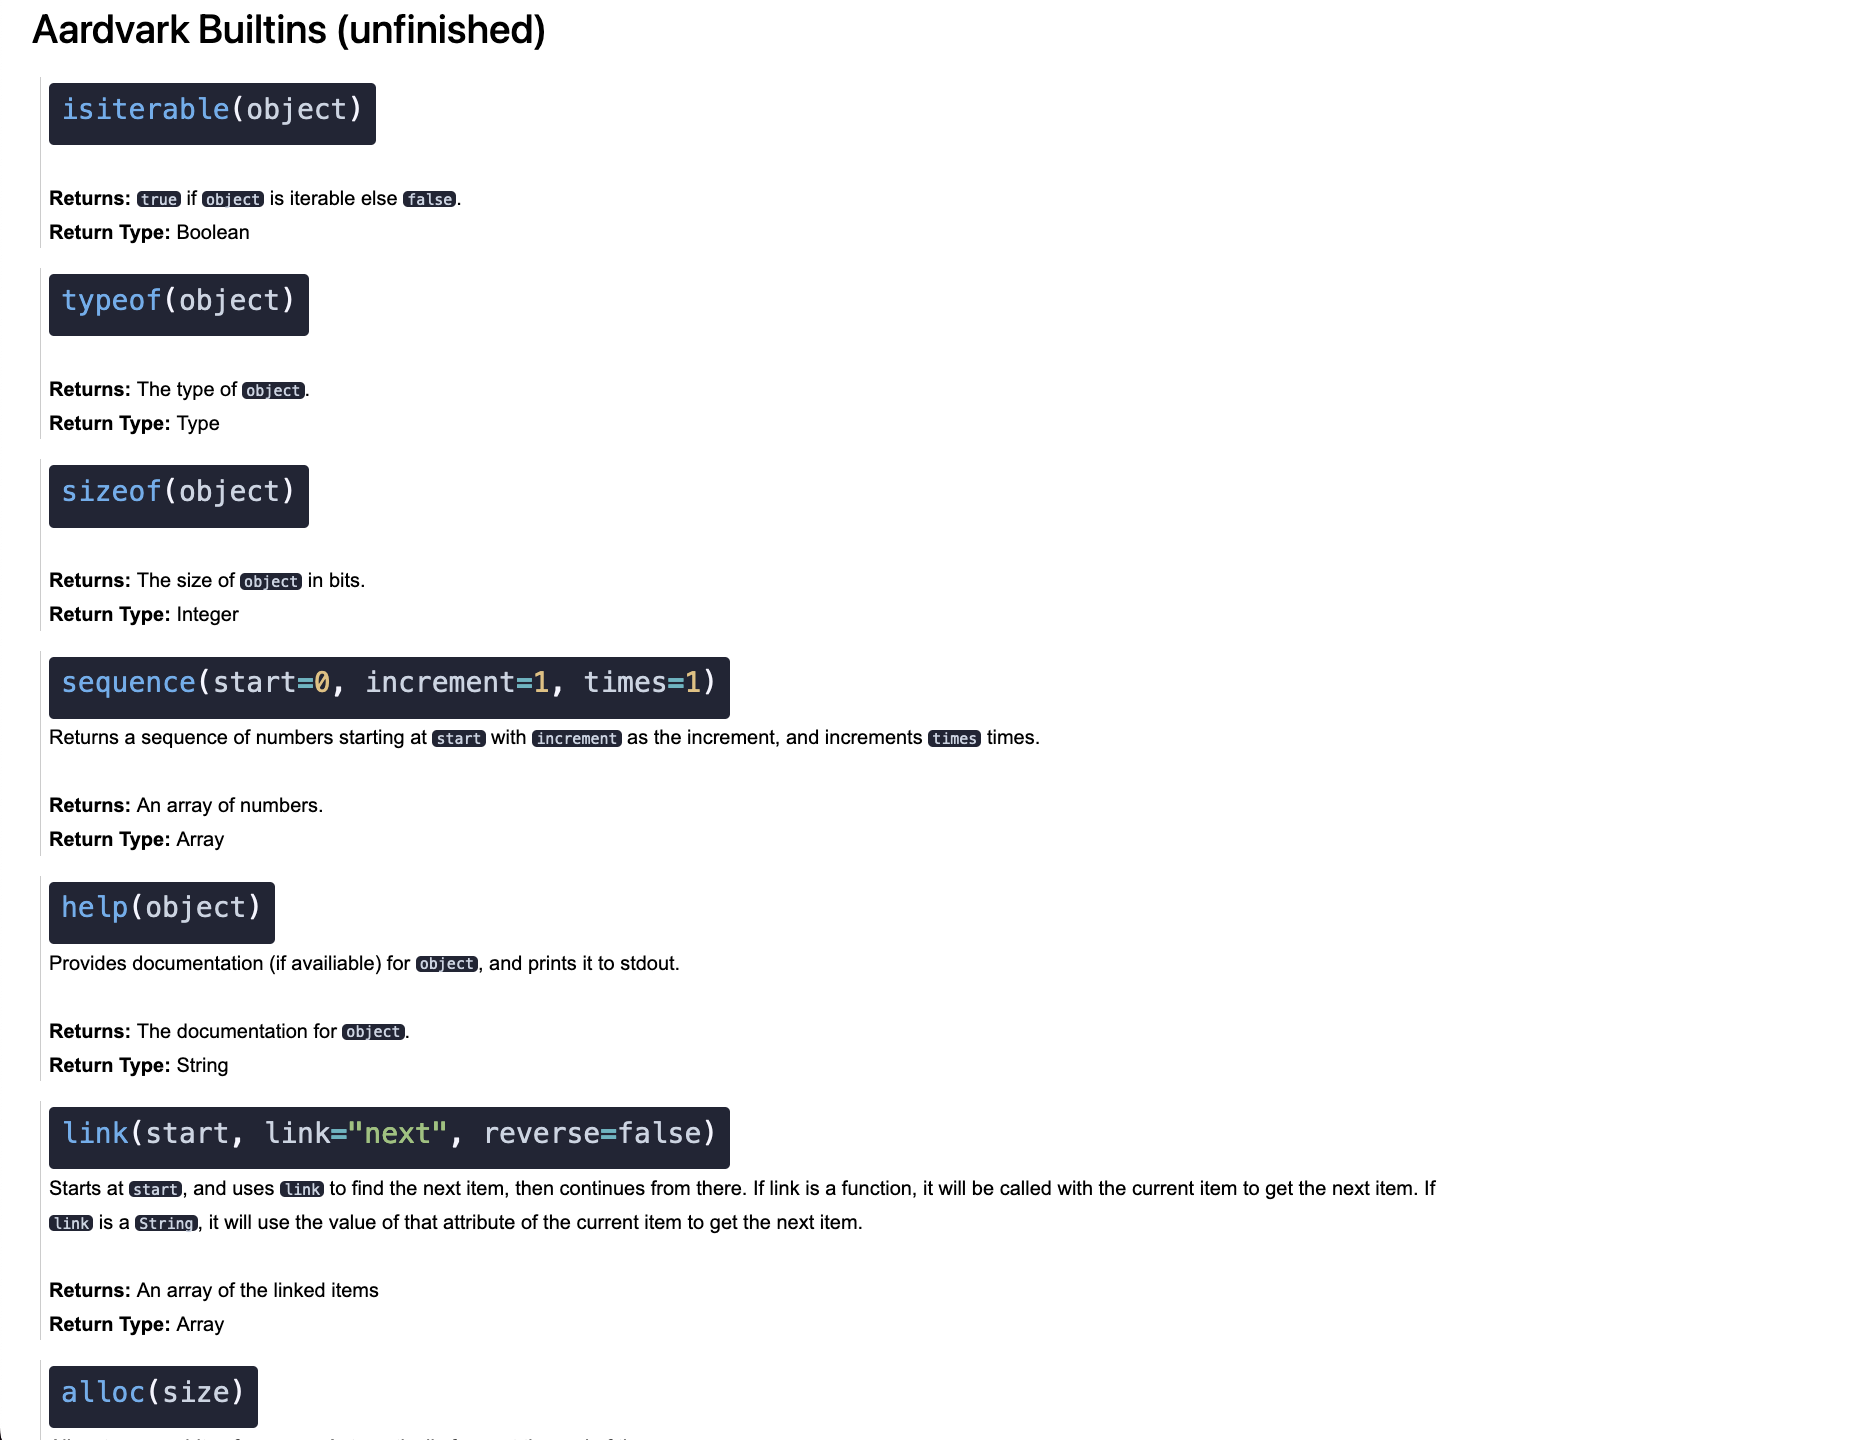 Aardvark Builtins (unfinished)
isiterable(object)
Returns: true if object is iterable else false.
Return Type: Boolean
typeof(object)
Returns: The type of object.
Return Type: Type
sizeof(object)
Returns: The size of object in bits.
Return Type: Integer
sequence(start=0, increment=1, times=1)
Returns a sequence of numbers starting at start with increment as the increment, and increments times times.
Returns: An array of numbers.
Return Type: Array
help(object)
Provides documentation (if availiable) for object, and prints it to stdout.
Returns: The documentation for object.
Return Type: String
link(start, link="next", reverse=false)
Starts at start, and uses link to find the next item, then continues from there. If link is a function, it will be called with the current item to get the next item. If
link is a String, it will use the value of that attribute of the current item to get the next item.
Returns: An array of the linked items
Return Type: Array
alloc(size)